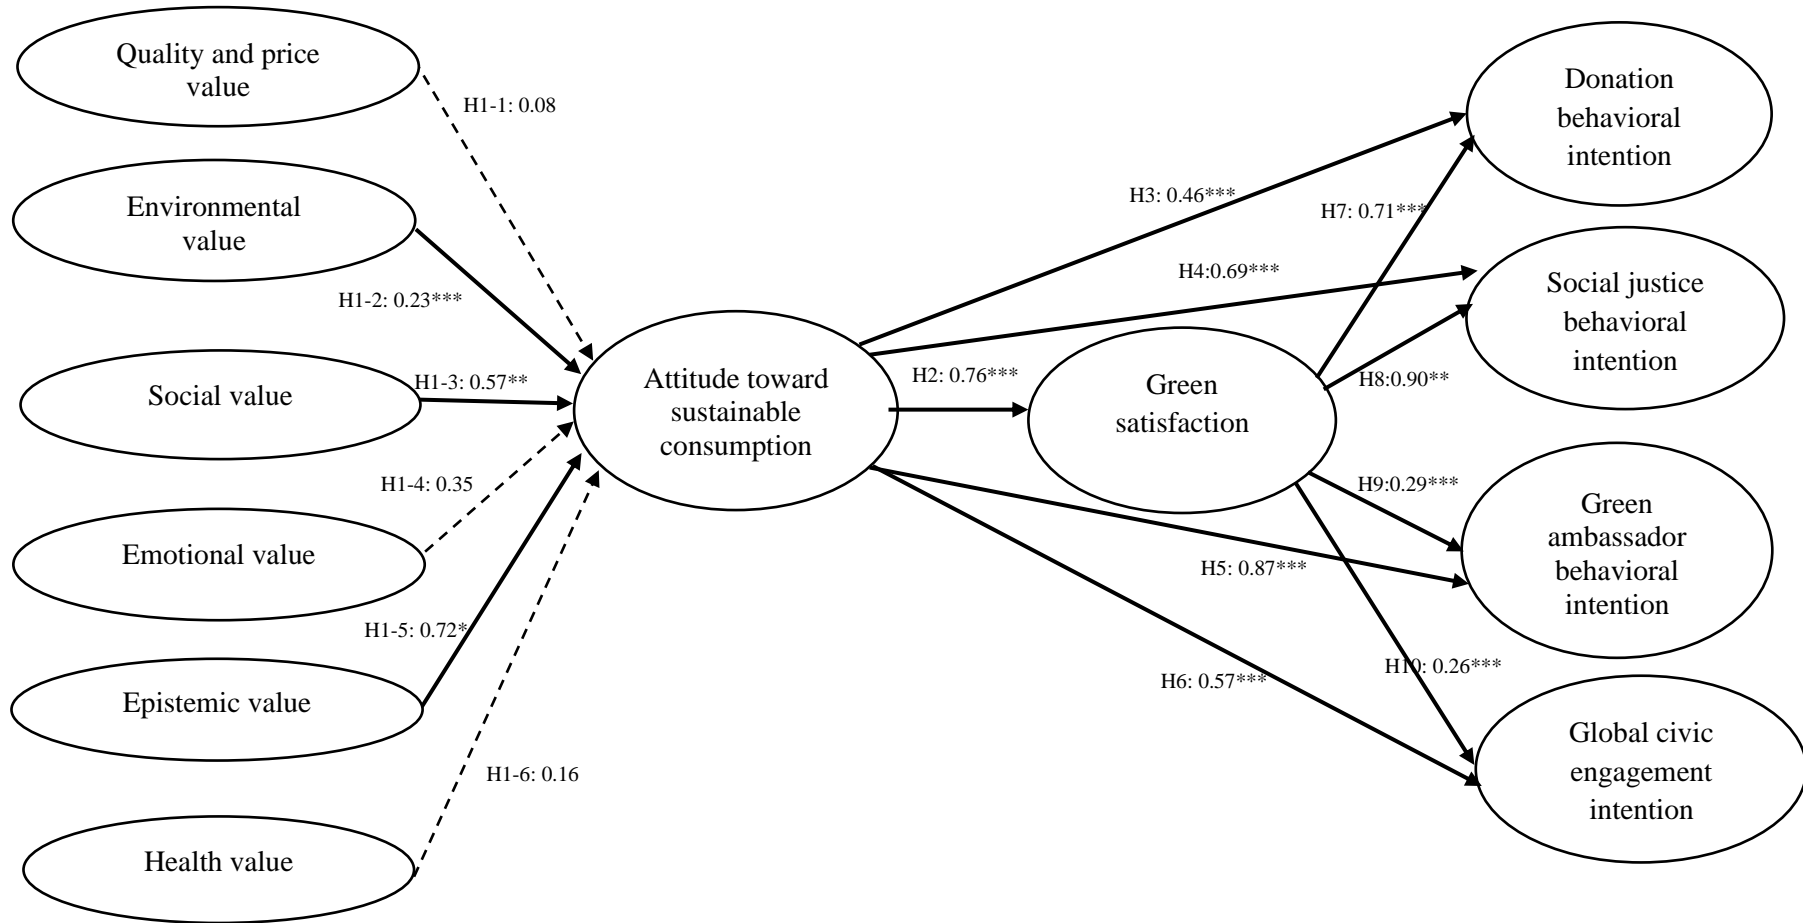 Quality and price
value
H1-1: 0.08
Environmental
value
H1-2: 0.23***
Social value
H1-3: 0.57**
Emotional value
H1-4: 0.35
Epistemic value
H1-5: 0.72*
Health value
H1-6: 0.16
Attitude toward
sustainable
consumption
H2: 0.76***
Green
satisfaction
H3: 0.46***
H4:0.69***
H5: 0.87***
H6: 0.57***
H7: 0.71***
H8:0.90**
H9:0.29***
H10: 0.26***
Donation
behavioral
intention
Social justice
behavioral
intention
Green
ambassador
behavioral
intention
Global civic
engagement
intention